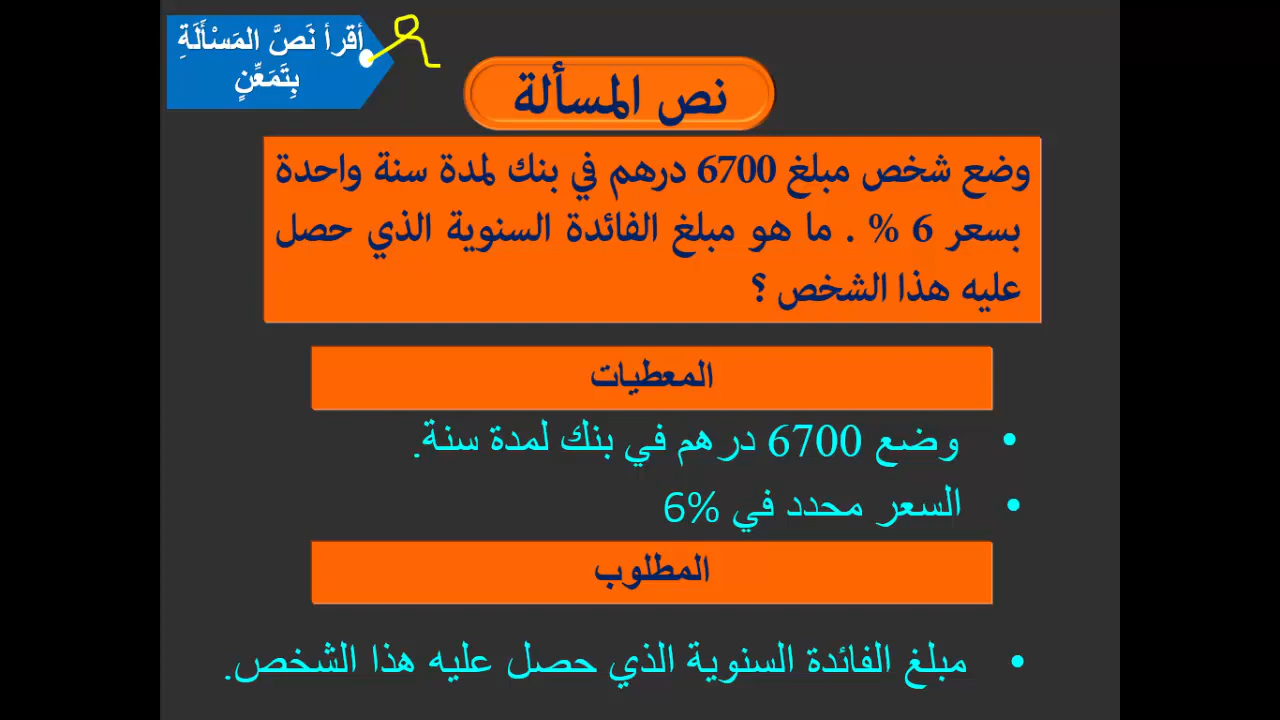 أقرأ نَصَّ المَسْأَلَةِ
بِتَمَعِّنٍ
نص المسألة
وضع شخص مبلغ 6700 درهم في بنك لمدة سنة واحدة
بسعر 6 % . ما هو مبلغ الفائدة السنوية الذي حصل
عليه هذا الشخص ؟
المعطيات
• وضع 6700 درهم في بنك لمدة سنة.
• السعر محدد في 6%
المطلوب
• مبلغ الفائدة السنوية الذي حصل عليه هذا الشخص.